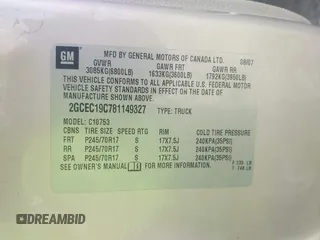 GM
MFD BY GENERAL MOTORS OF CANADA LTD. 08/07
GVWR GAWR FRT GAWR RR
3085KG(6800LB) 1633KG(3600LB) 1792KG(3950LB)
THIS VEHICLE CONFORMS TO ALL APPLICABLE U.S. FEDERAL MOTOR
VEHICLE SAFETY STANDARDS IN EFFECT ON THE DATE OF
MANUFACTURE SHOWN ABOVE.
2GCEC19C781149327 TYPE: TRUCK
MODEL: C10753
TIRE SIZE SPEED RTG RIM COLD TIRE PRESSURE
FRT P245/70R17 S 17X7.5J 240KPA(35PSI)
RR P245/70R17 S 17X7.5J 240KPA(35PSI)
SPA P245/70R17 S 17X7.5J 240KPA(35PSI)
SEE OWNER'S MANUAL FOR ADDITIONAL INFORMATION.
DREAMBID